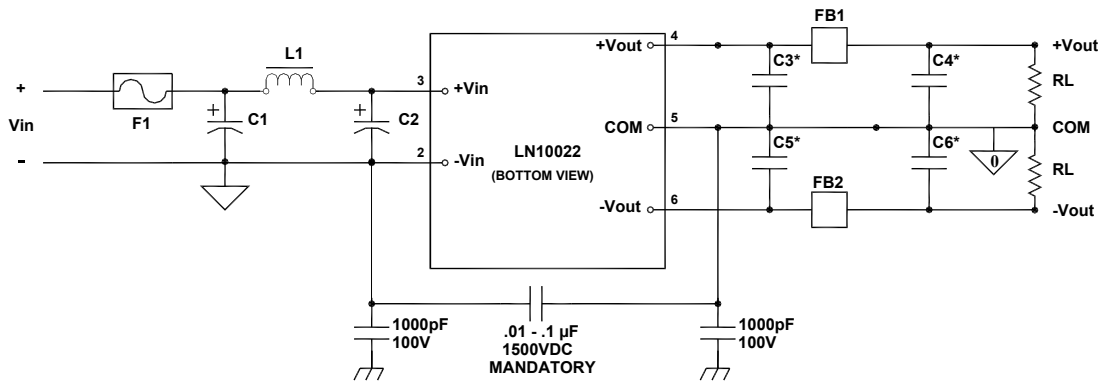 FB1
4
+Vout
+Vout
L1
C3*
C4*
+
3
+Vin
RL
+
+
Vin
F1
C1
C2
COM
5
COM
LN10022
(BOTTOM VIEW)
C5*
C6*
0
-
2
-Vin
FB2
RL
-Vout
6
-Vout
1000pF
100V
.01 - .1 µF
1500VDC
MANDATORY
1000pF
100V